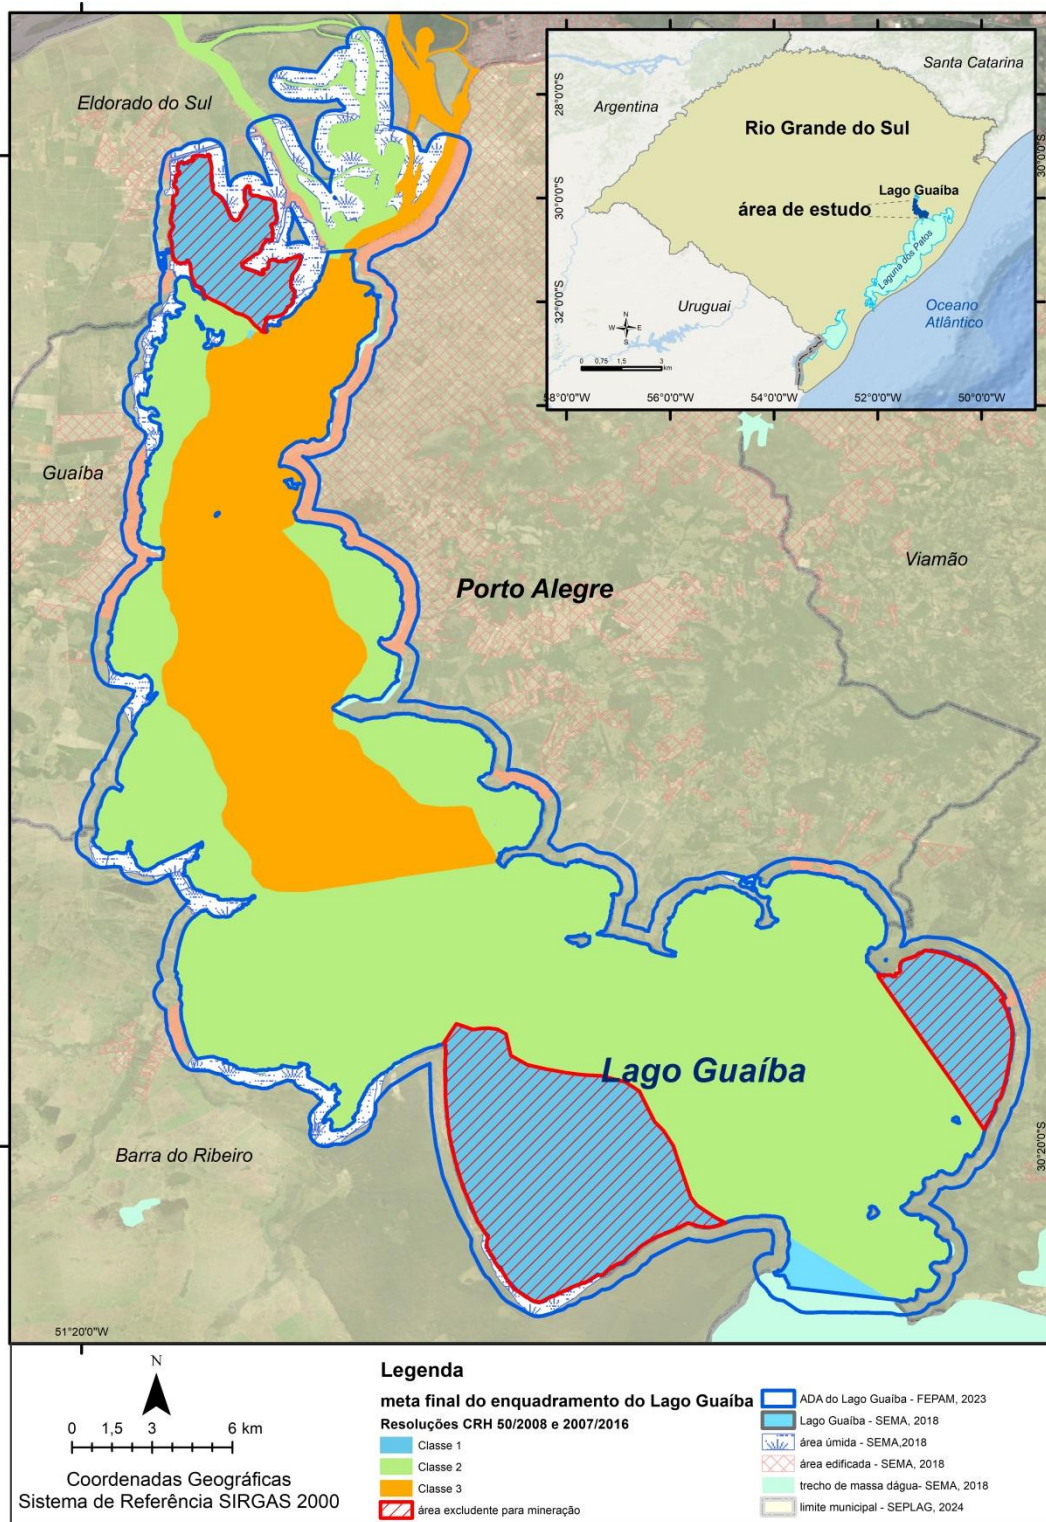 Eldorado do Sul
Guaíba
Porto Alegre
Viamão
Lago Guaíba
Barra do Ribeiro
51°20'0"W
30°0'0"S
30°20'0"S
Santa Catarina
Argentina
Rio Grande do Sul
Lago Guaíba
área de estudo
Laguna dos Patos
Uruguai
Oceano
Atlântico
N
W E
S
0 0,75 1,5 3
km
28°0'0"S
30°0'0"S
32°0'0"S
58°0'0"W 56°0'0"W 54°0'0"W 52°0'0"W 50°0'0"W
N
0 1,5 3 6 km
Coordenadas Geográficas
Sistema de Referência SIRGAS 2000
Legenda
meta final do enquadramento do Lago Guaíba
Resoluções CRH 50/2008 e 2007/2016
Classe 1
Classe 2
Classe 3
área excludente para mineração
ADA do Lago Guaíba - FEPAM, 2023
Lago Guaíba - SEMA, 2018
área úmida - SEMA,2018
área edificada - SEMA, 2018
trecho de massa dágua- SEMA, 2018
limite municipal - SEPLAG, 2024